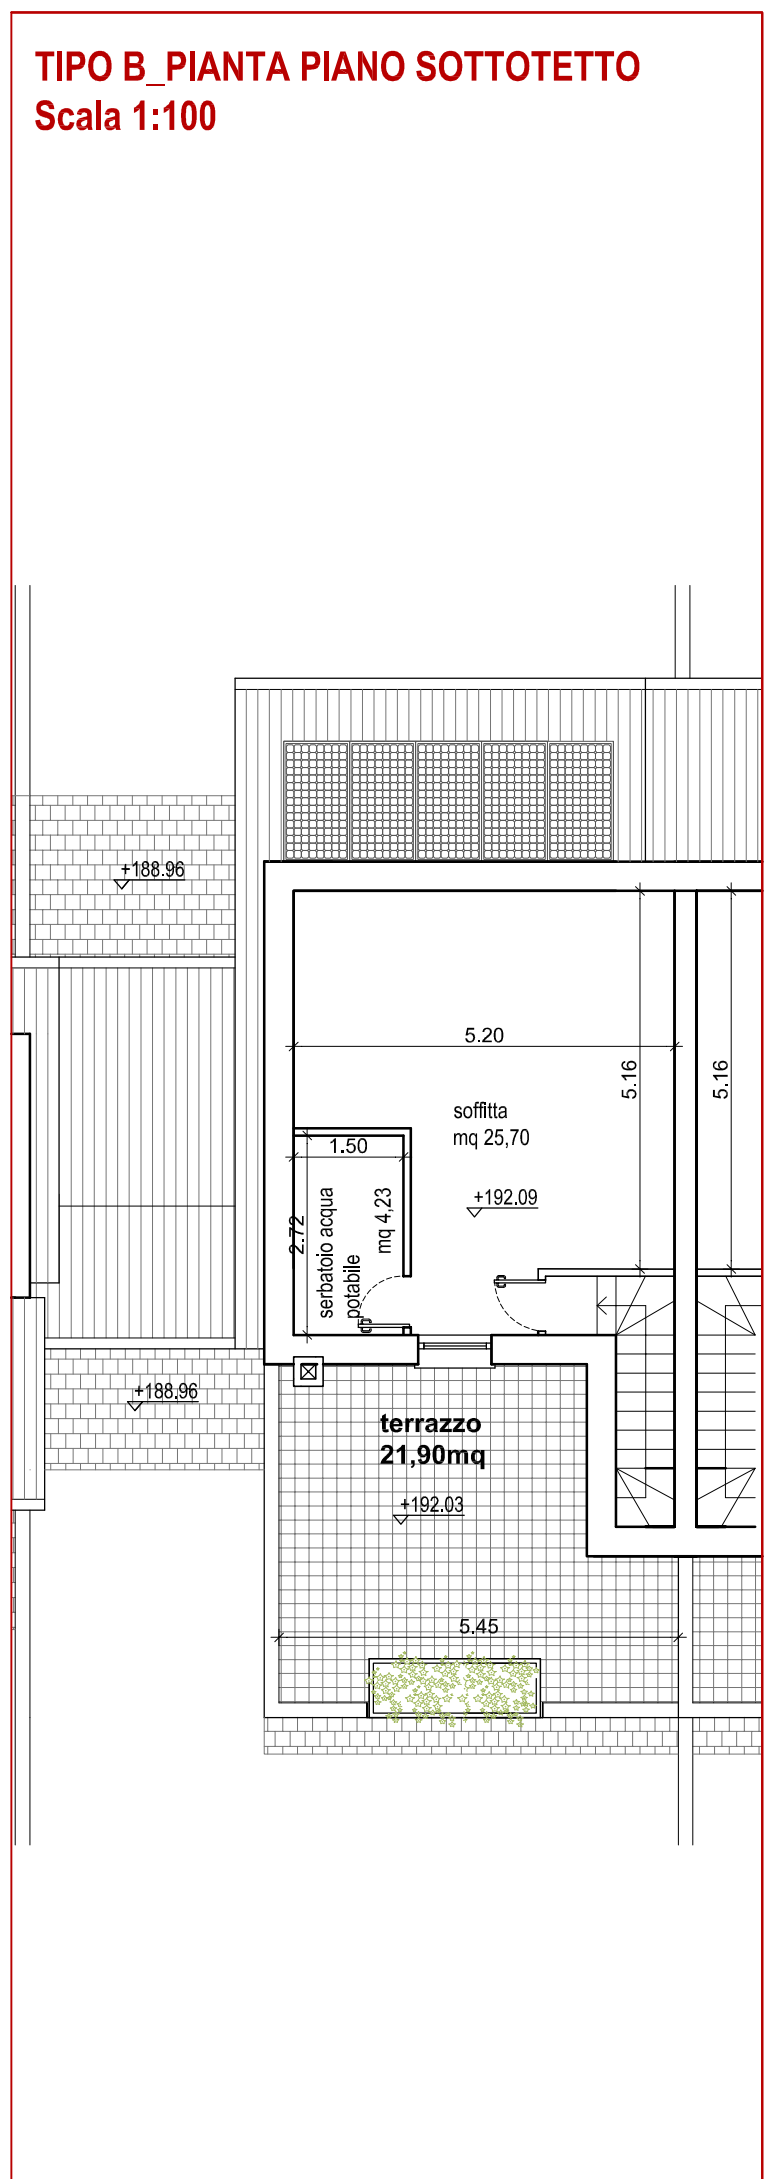 TIPO B_PIANTA PIANO SOTTOTETTO
Scala 1:100
+188.96
5.20
5.16
5.16
soffitta
mq 25,70
1.50
+192.09
2.72
serbatoio acqua
potabile
mq 4,23
+188.96
terrazzo
21,90mq
+192.03
5.45